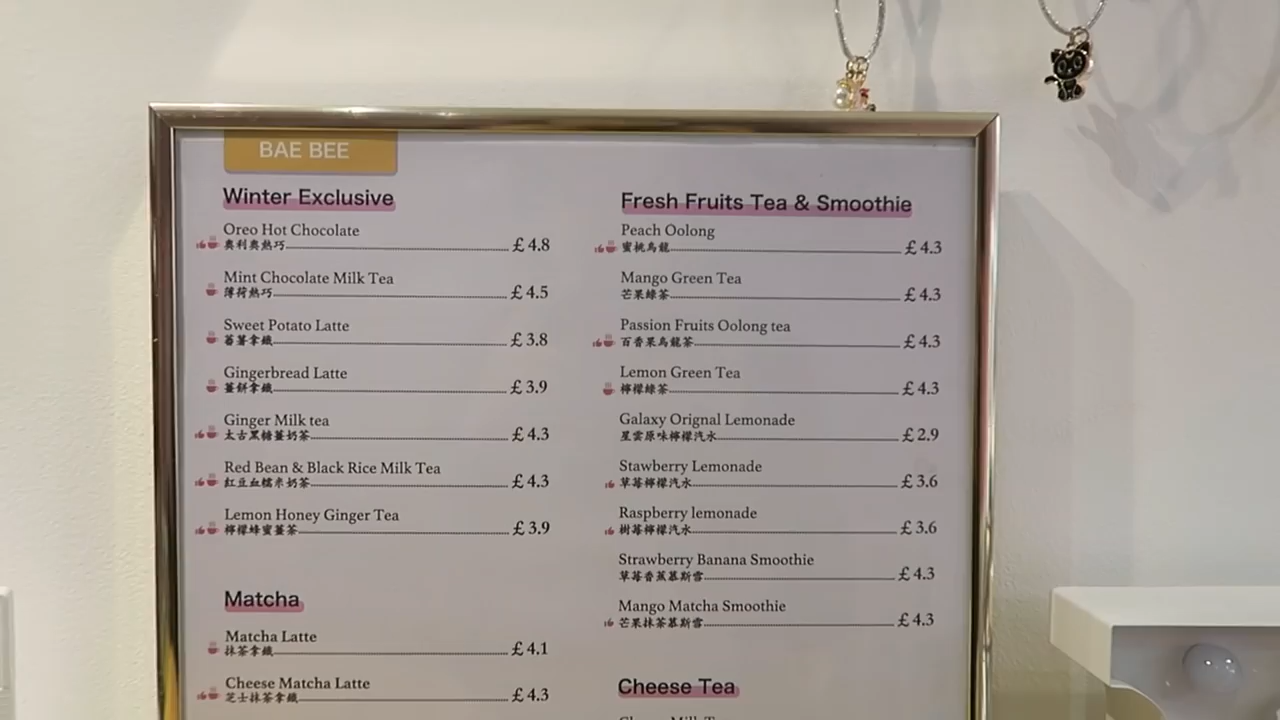 BAE BEE
Winter Exclusive
Oreo Hot Chocolate
奧利奧熱巧 £4.8
Mint Chocolate Milk Tea
薄荷熱巧 £4.5
Sweet Potato Latte
蕃薯拿鐵 £3.8
Gingerbread Latte
薑餅拿鐵 £3.9
Ginger Milk tea
太古黑糖薑奶茶 £4.3
Red Bean & Black Rice Milk Tea
紅豆血糯米奶茶 £4.3
Lemon Honey Ginger Tea
檸檬蜂蜜薑茶 £3.9
Matcha
Matcha Latte
抹茶拿鐵 £4.1
Cheese Matcha Latte
芝士抹茶拿鐵 £4.3
Fresh Fruits Tea & Smoothie
Peach Oolong
蜜桃烏龍 £4.3
Mango Green Tea
芒果綠茶 £4.3
Passion Fruits Oolong tea
百香果烏龍茶 £4.3
Lemon Green Tea
檸檬綠茶 £4.3
Galaxy Orignal Lemonade
星雲原味檸檬汽水 £2.9
Stawberry Lemonade
草莓檸檬汽水 £3.6
Raspberry lemonade
樹莓檸檬汽水 £3.6
Strawberry Banana Smoothie
草莓香蕉慕斯雪 £4.3
Mango Matcha Smoothie
芒果抹茶慕斯雪 £4.3
Cheese Tea